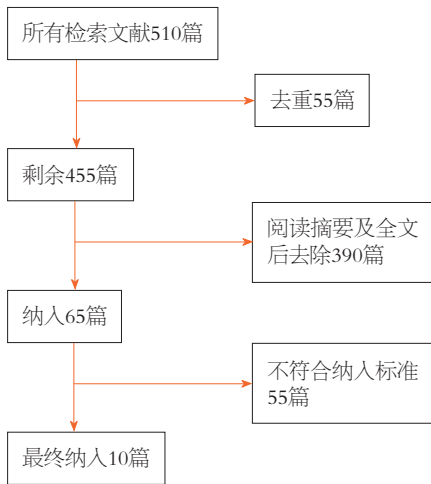 所有检索文献510篇
去重55篇
剩余455篇
阅读摘要及全文
后去除390篇
纳入65篇
不符合纳入标准
55篇
最终纳入10篇